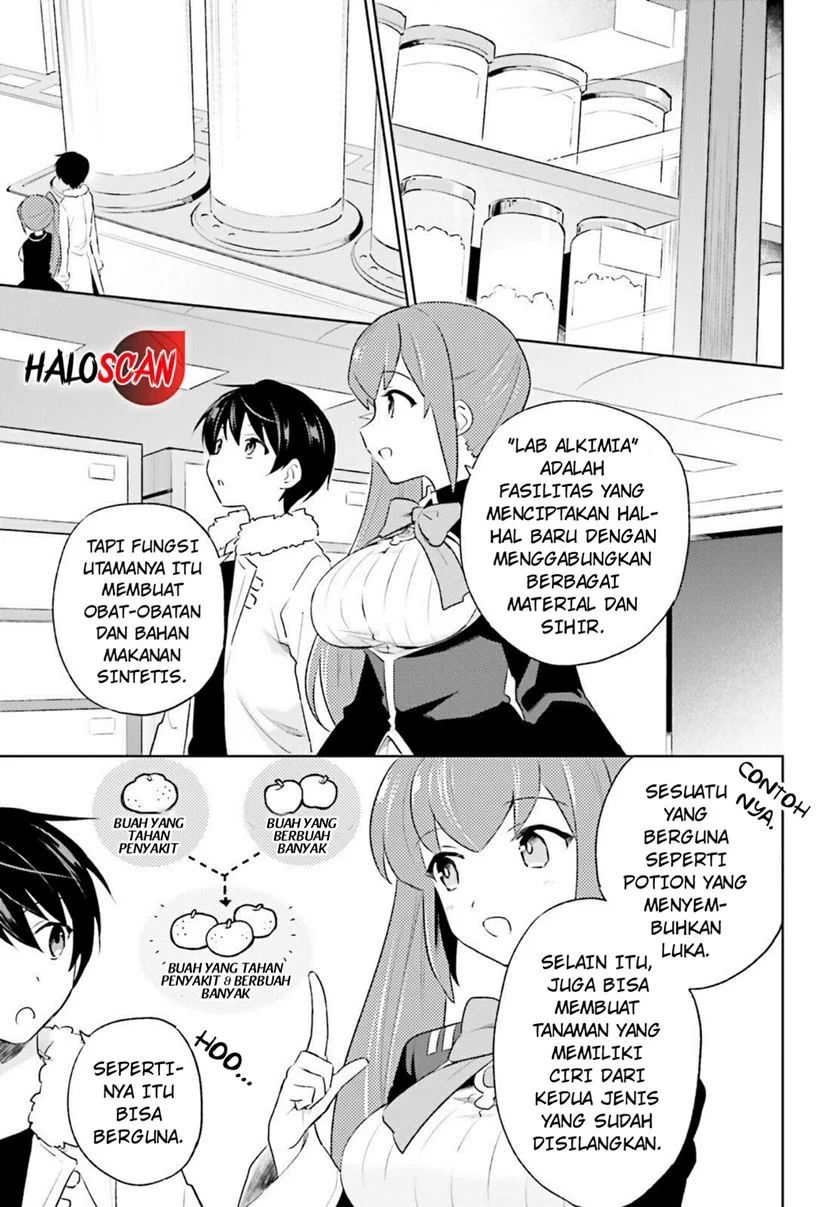 HALOSCAN
"LAB ALKIMIA"
ADALAH
FASILITAS YANG
MENCIPTAKAN HAL-
HAL BARU DENGAN
MENGGABUNGKAN
BERBAGAI
MATERIAL DAN
SIHIR.
TAPI FUNGSI
UTAMANYA ITU
MEMBUAT
OBAT-OBATAN
DAN BAHAN
MAKANAN
SINTETIS.
CONTOH
NYA.
SESUATU
YANG
BERGUNA
SEPERTI
POTION YANG
MENYEM-
BUHKAN
LUKA.
SELAIN ITU,
JUGA BISA
MEMBUAT
TANAMAN YANG
MEMILIKI
CIRI DARI
KEDUA JENIS
YANG SUDAH
DISILANGKAN.
BUAH YANG
TAHAN
PENYAKIT
BUAH YANG
BERBUAH
BANYAK
BUAH YANG TAHAN
PENYAKIT & BERBUAH
BANYAK
HOO...
SEPERTI-
NYA ITU
BISA
BERGUNA.